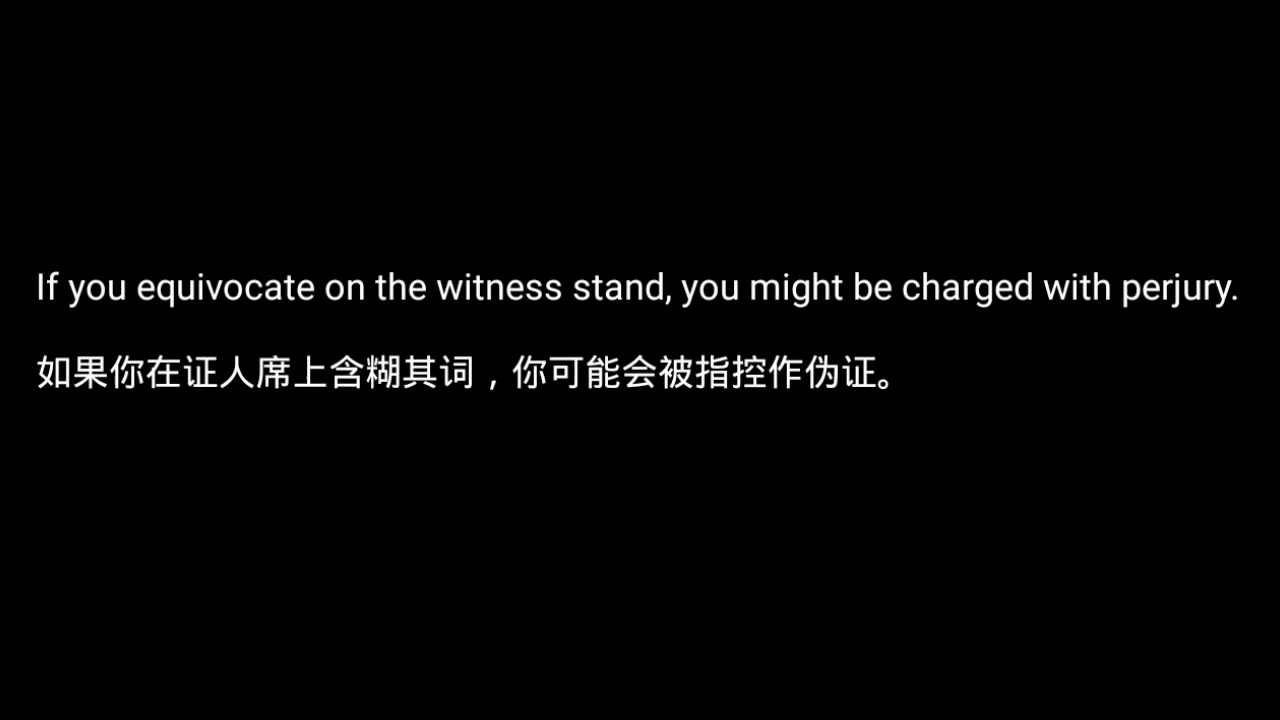 If you equivocate on the witness stand, you might be charged with perjury.
如果你在证人席上含糊其词，你可能会被指控作伪证。